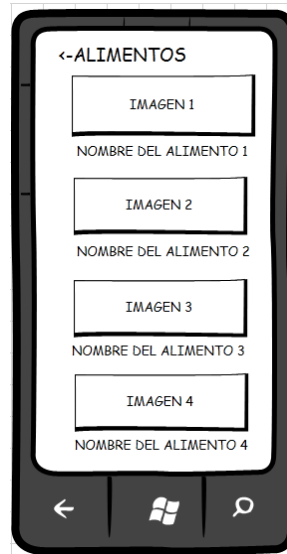 <-ALIMENTOS
IMAGEN 1
NOMBRE DEL ALIMENTO 1
IMAGEN 2
NOMBRE DEL ALIMENTO 2
IMAGEN 3
NOMBRE DEL ALIMENTO 3
IMAGEN 4
NOMBRE DEL ALIMENTO 4